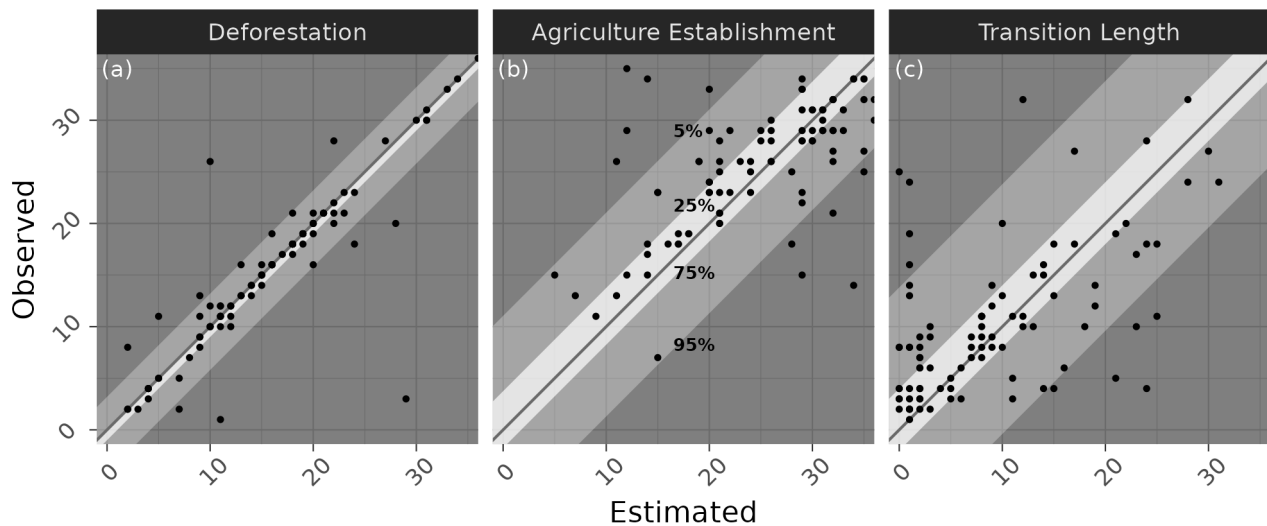 Deforestation
Agriculture Establishment
Transition Length
(a)
(b)
(c)
5%
25%
75%
95%
30
20
10
0
Observed
0
10
20
30
0
10
20
30
0
10
20
30
Estimated